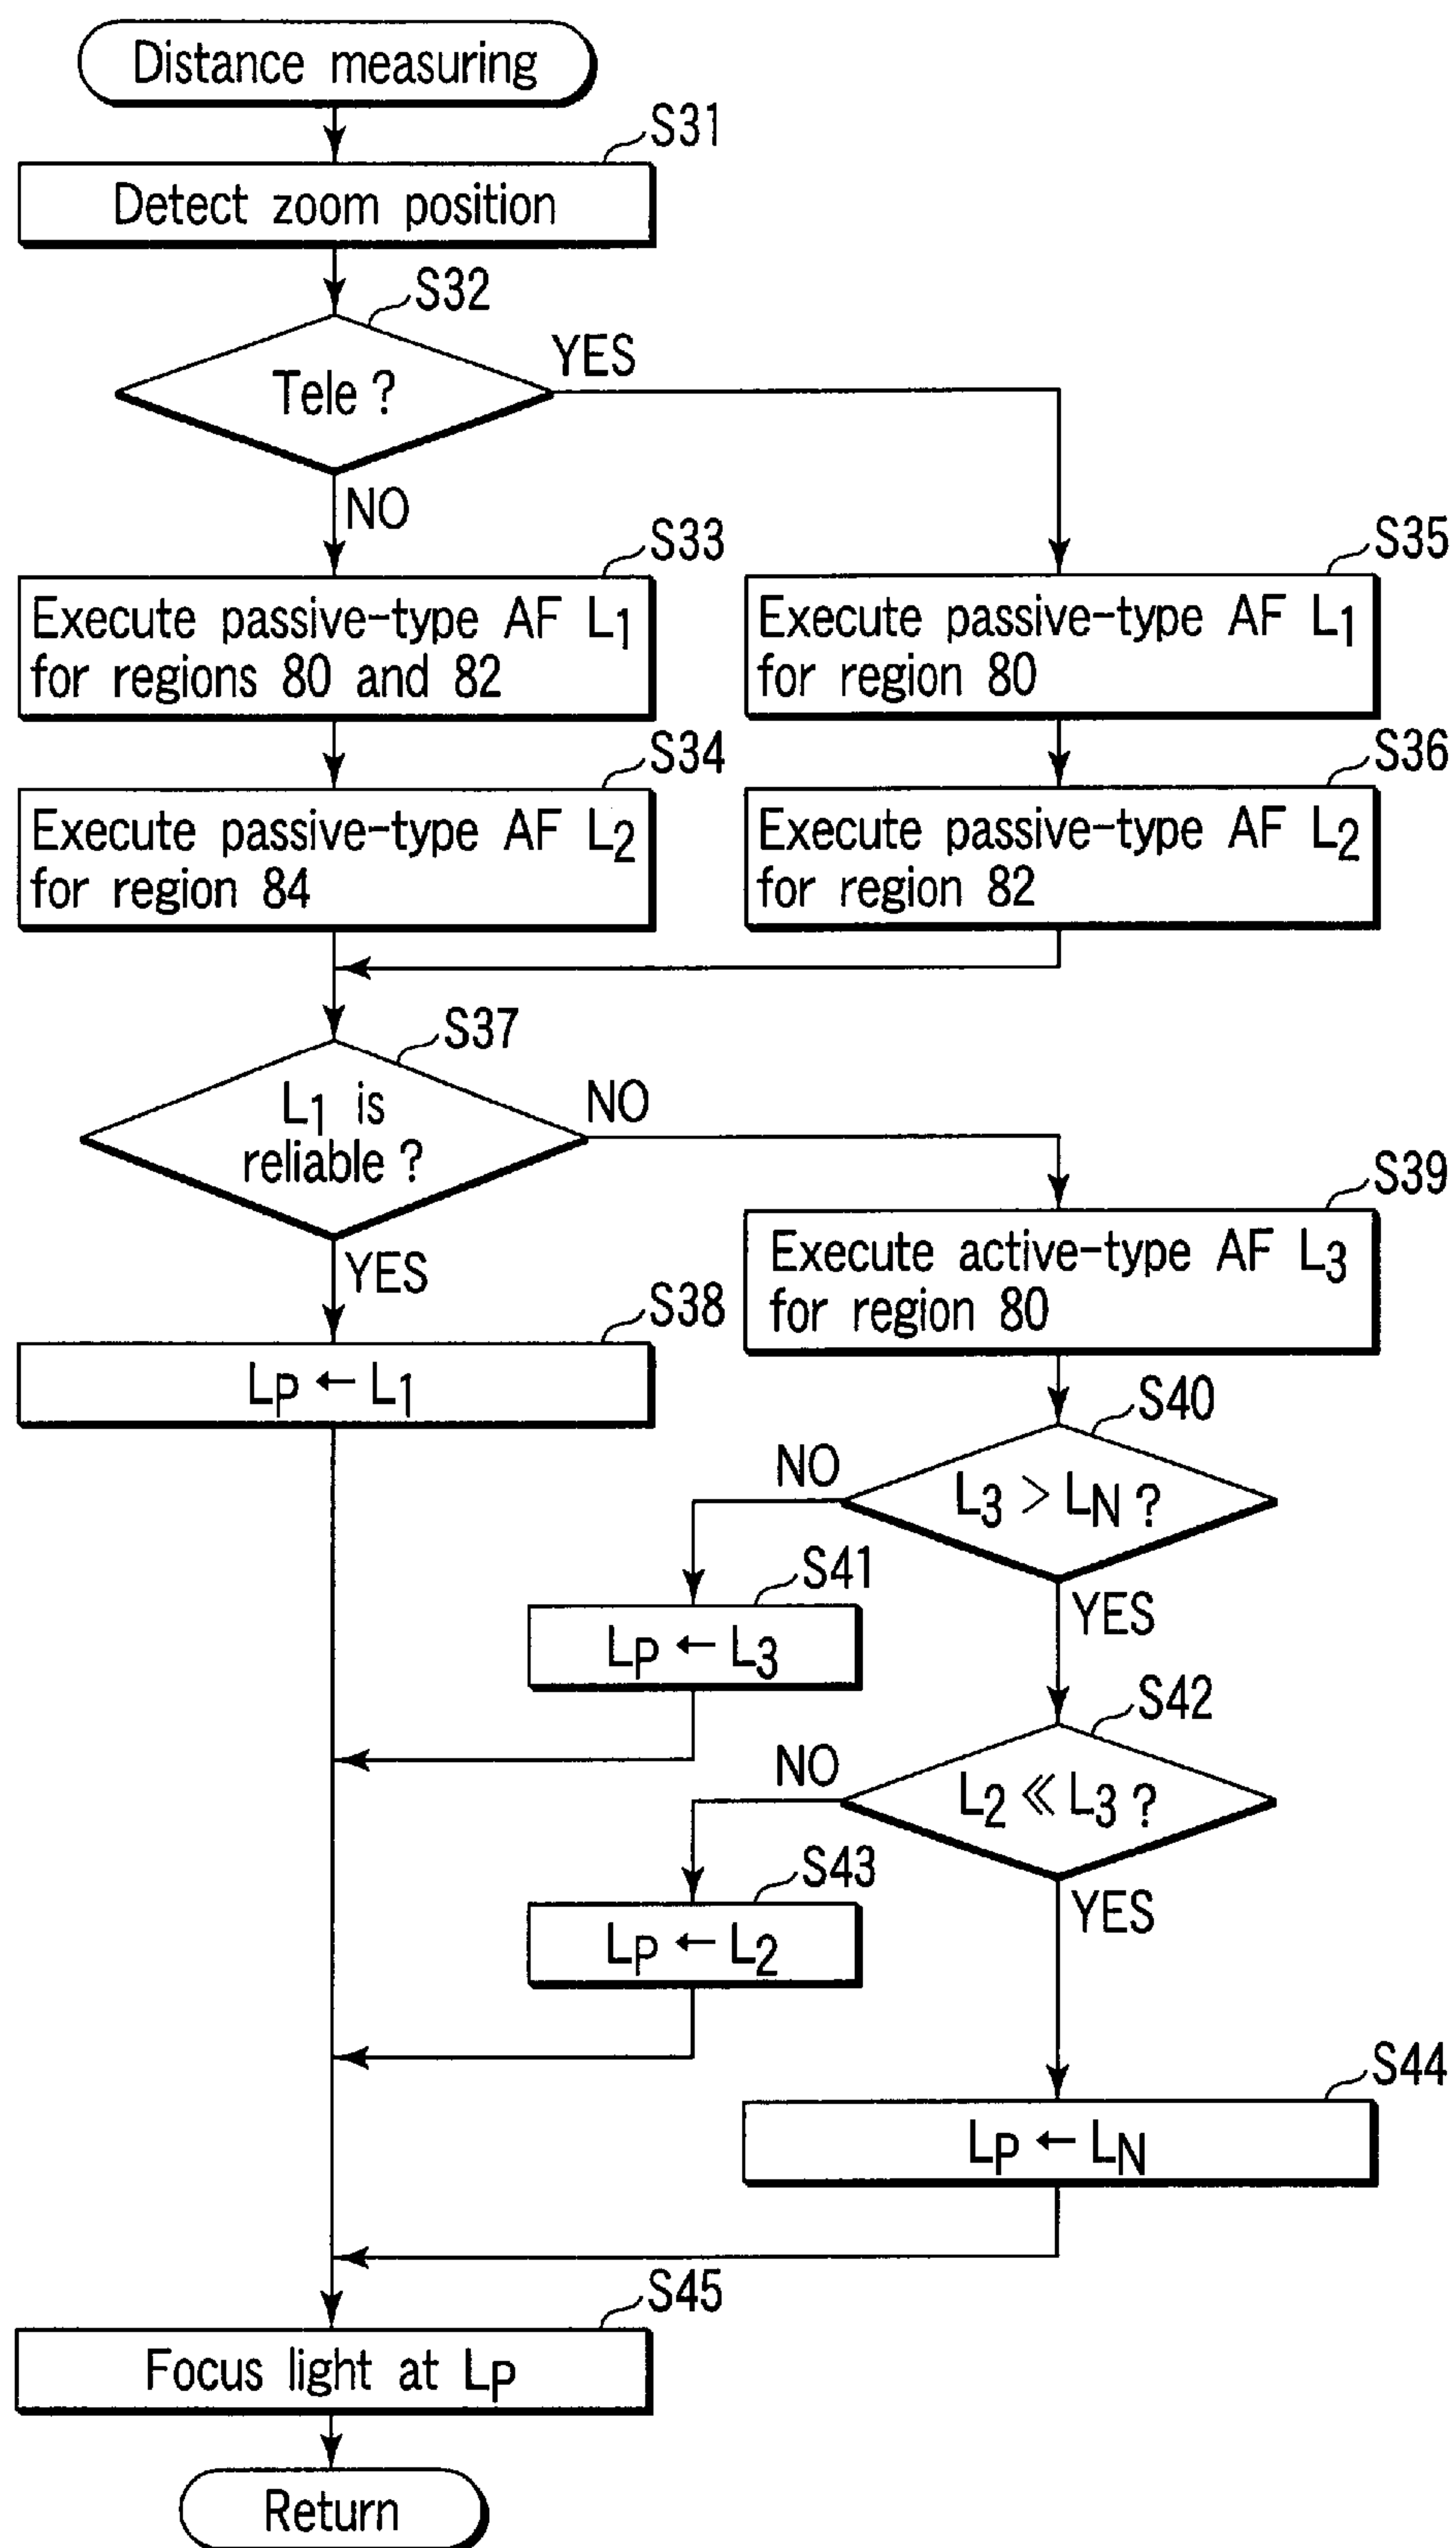 Distance measuring
S31
Detect zoom position
S32
Tele ?
YES
NO
S33
Execute passive-type AF L1
for regions 80 and 82
S35
Execute passive-type AF L1
for region 80
S34
Execute passive-type AF L2
for region 84
S36
Execute passive-type AF L2
for region 82
S37
L1 is
reliable ?
NO
YES
S39
Execute active-type AF L3
for region 80
S38
LP ← L1
S40
L3 > LN ?
NO
YES
S41
LP ← L3
S42
L2 ≪ L3 ?
NO
YES
S43
LP ← L2
S44
LP ← LN
S45
Focus light at LP
Return